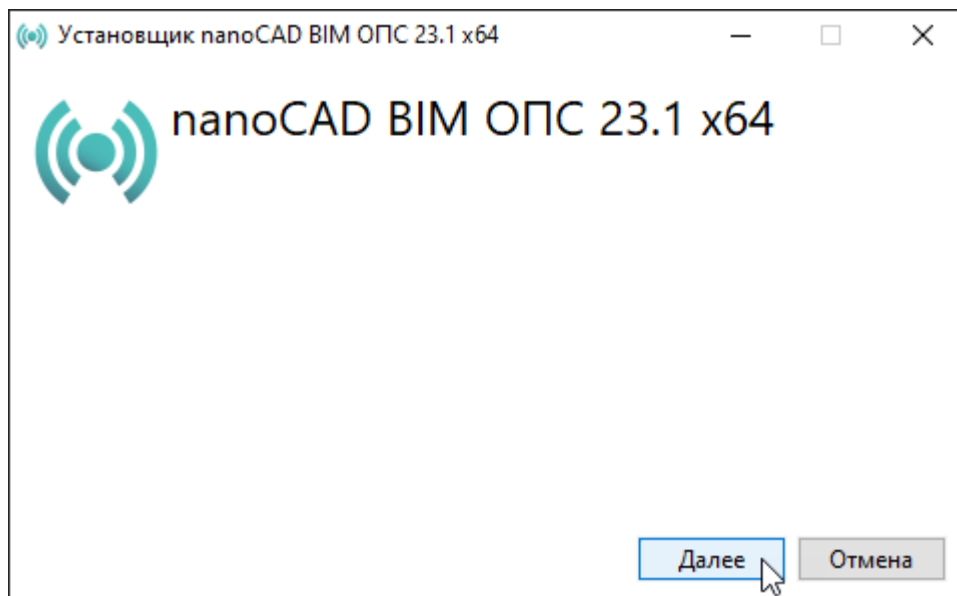 Установщик nanoCAD BIM ОПС 23.1 x64
nanoCAD BIM ОПС 23.1 x64
Далее
Отмена